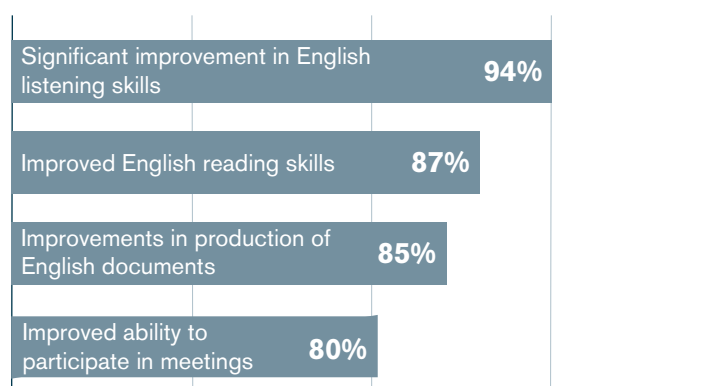 Significant improvement in English
listening skills
94%
Improved English reading skills
87%
Improvements in production of
English documents
85%
Improved ability to
participate in meetings
80%